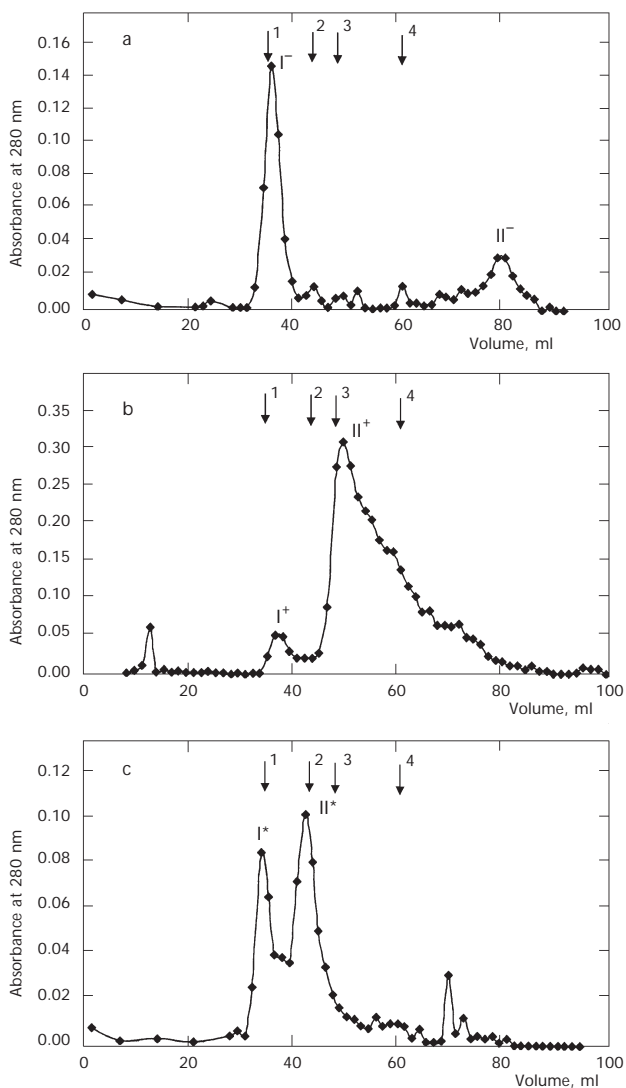 a
1
2
3
4
I⁻
II⁻
0.16
0.14
0.12
0.10
0.08
0.06
0.04
0.02
0.00
Absorbance at 280 nm
0 20 40 60 80 100
Volume, ml
b
1
2
3
4
II⁺
I⁺
0.35
0.30
0.25
0.20
0.15
0.10
0.05
0.00
Absorbance at 280 nm
0 20 40 60 80 100
Volume, ml
c
1
2
3
4
I*
II*
0.12
0.10
0.08
0.06
0.04
0.02
0.00
Absorbance at 280 nm
0 20 40 60 80 100
Volume, ml